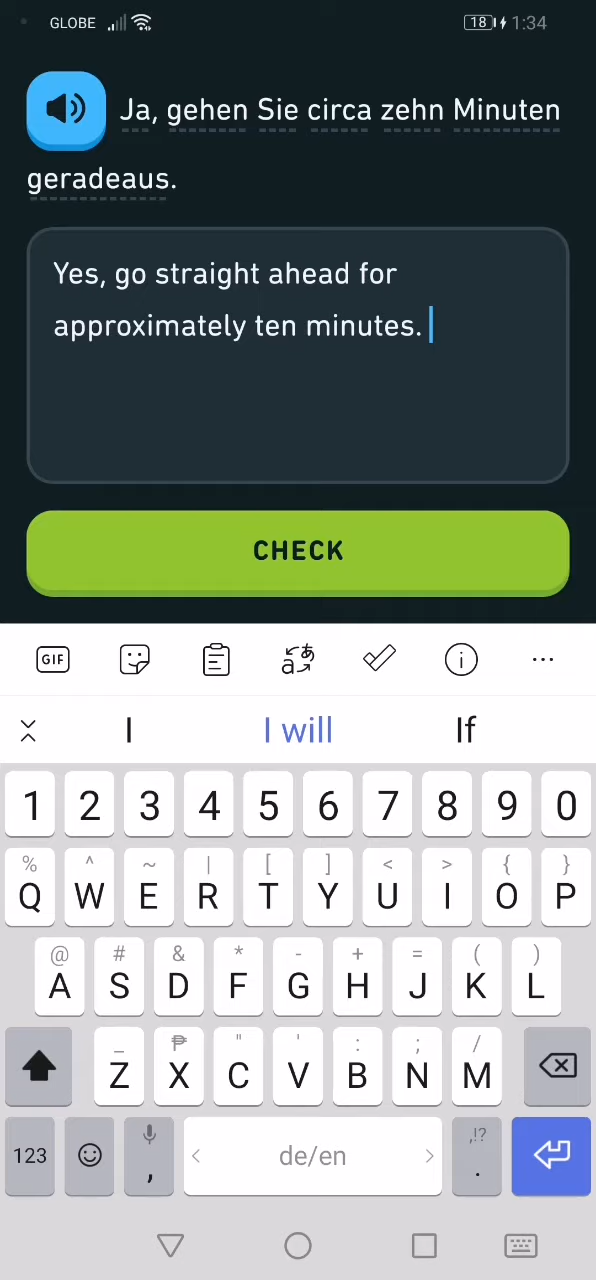 GLOBE 18 1:34
Ja, gehen Sie circa zehn Minuten
geradeaus.
Yes, go straight ahead for
approximately ten minutes.
CHECK
GIF
I I will If
1 2 3 4 5 6 7 8 9 0
% ^ ~ | [ ] < > { }
Q W E R T Y U I O P
@ # & * - + = ( )
A S D F G H J K L
_ ₱ " ' : ; /
Z X C V B N M
123 , < de/en > ,!? .